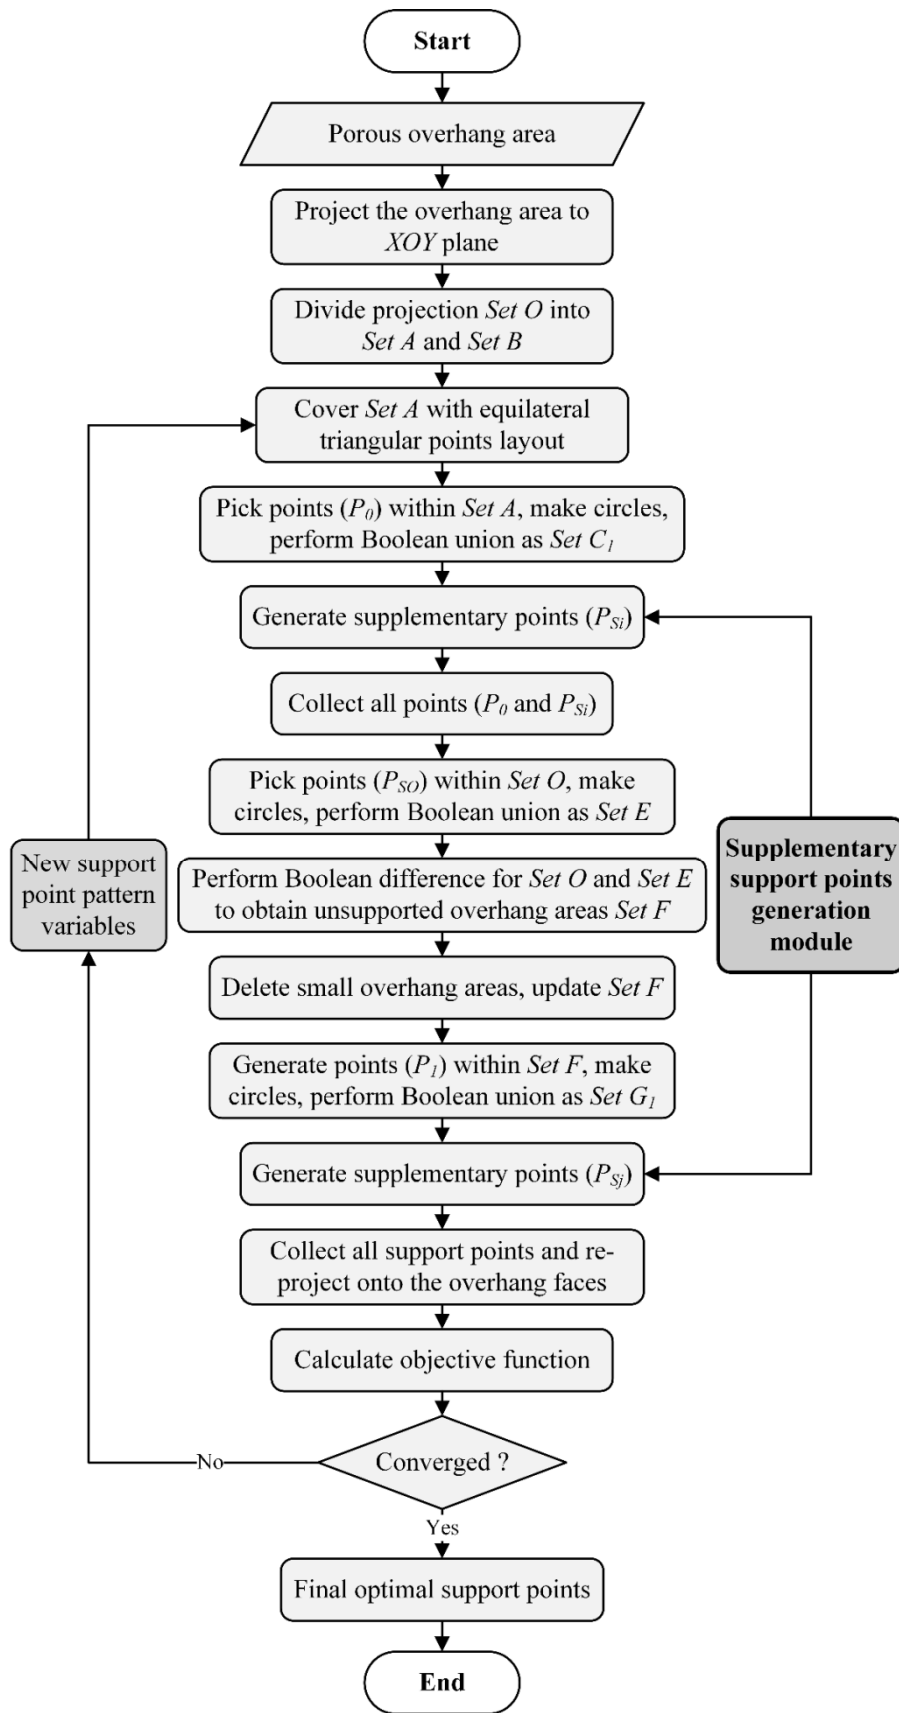 Start
Porous overhang area
Project the overhang area to
XOY plane
Divide projection Set O into
Set A and Set B
Cover Set A with equilateral
triangular points layout
Pick points (P0) within Set A, make circles,
perform Boolean union as Set C1
Generate supplementary points (PSi)
Collect all points (P0 and PSi)
Pick points (PSO) within Set O, make
circles, perform Boolean union as Set E
New support
point pattern
variables
Perform Boolean difference for Set O and Set E
to obtain unsupported overhang areas Set F
Supplementary
support points
generation
module
Delete small overhang areas, update Set F
Generate points (P1) within Set F, make
circles, perform Boolean union as Set G1
Generate supplementary points (PSj)
Collect all support points and re-
project onto the overhang faces
Calculate objective function
Converged ?
No
Yes
Final optimal support points
End